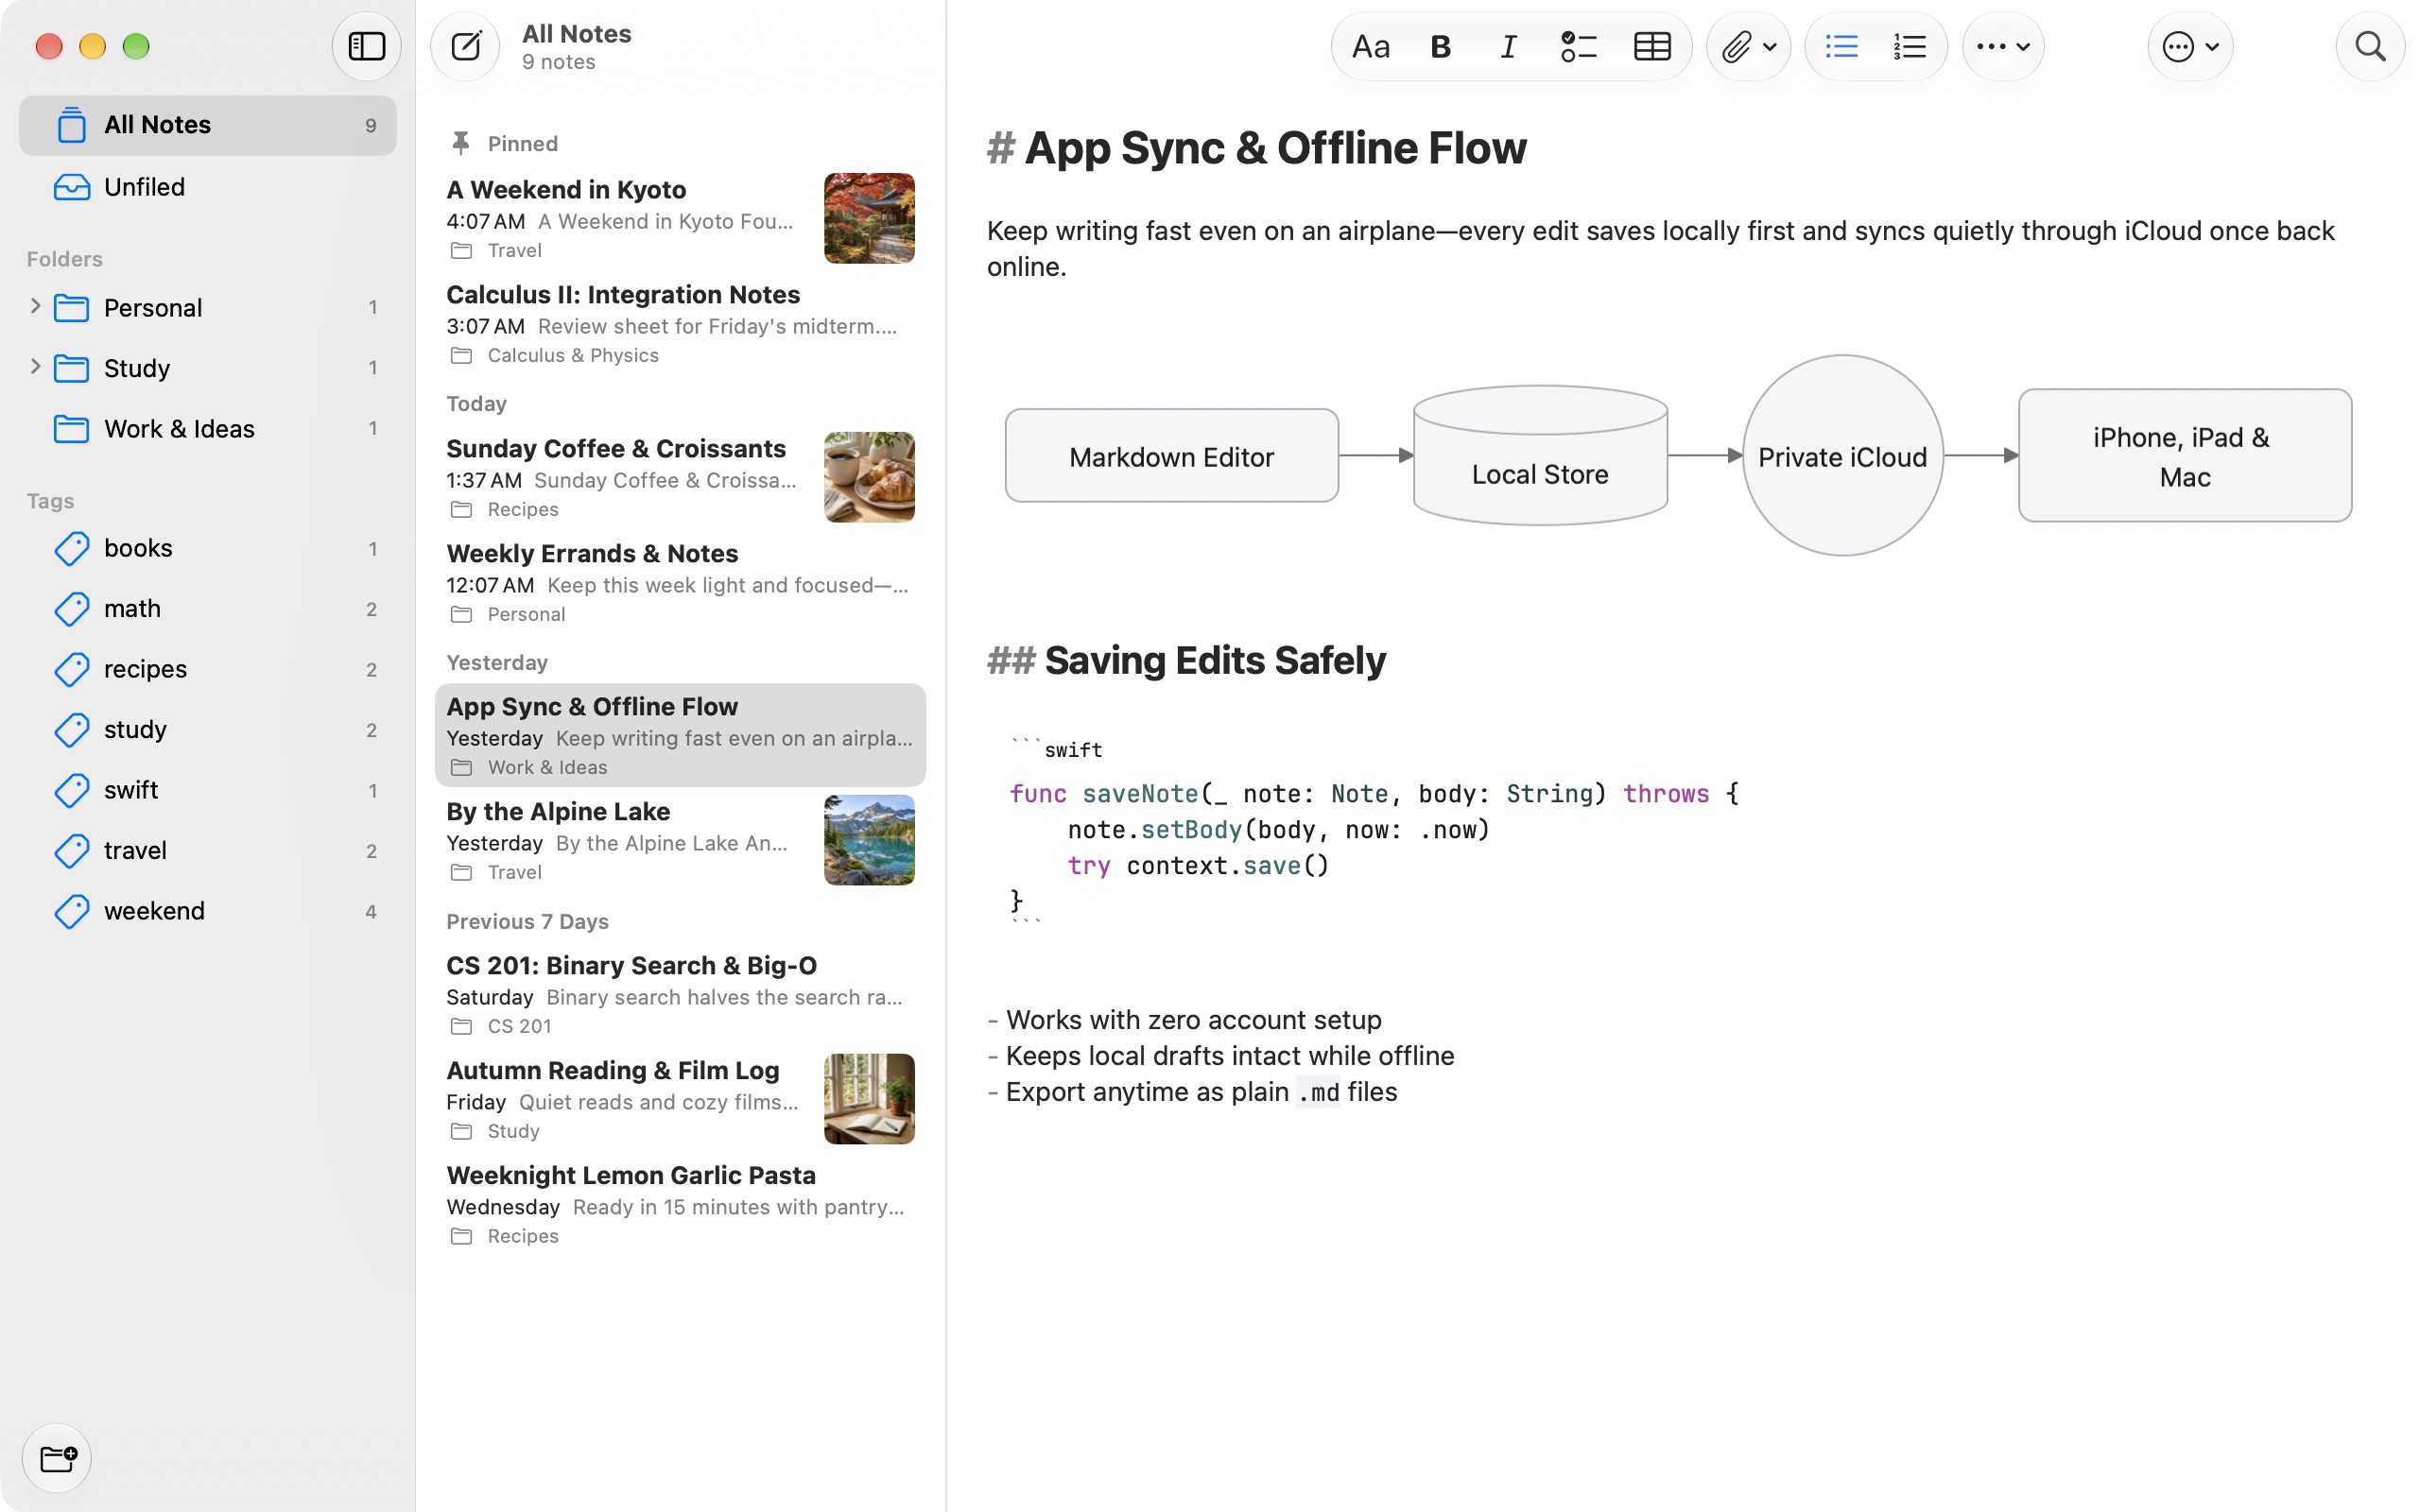 All Notes 9
Unfiled
Folders
Personal 1
Study 1
Work & Ideas 1
Tags
books 1
math 2
recipes 2
study 2
swift 1
travel 2
weekend 4
All Notes
9 notes
Pinned
A Weekend in Kyoto
4:07 AM A Weekend in Kyoto Fou...
Travel
Calculus II: Integration Notes
3:07 AM Review sheet for Friday's midterm....
Calculus & Physics
Today
Sunday Coffee & Croissants
1:37 AM Sunday Coffee & Croissa...
Recipes
Weekly Errands & Notes
12:07 AM Keep this week light and focused—...
Personal
Yesterday
App Sync & Offline Flow
Yesterday Keep writing fast even on an airpla...
Work & Ideas
By the Alpine Lake
Yesterday By the Alpine Lake An...
Travel
Previous 7 Days
CS 201: Binary Search & Big-O
Saturday Binary search halves the search ra...
CS 201
Autumn Reading & Film Log
Friday Quiet reads and cozy films...
Study
Weeknight Lemon Garlic Pasta
Wednesday Ready in 15 minutes with pantry...
Recipes
Aa B I
# App Sync & Offline Flow
Keep writing fast even on an airplane—every edit saves locally first and syncs quietly through iCloud once back
online.
Markdown Editor
Local Store
Private iCloud
iPhone, iPad &
Mac
## Saving Edits Safely
```swift
func saveNote(_ note: Note, body: String) throws {
    note.setBody(body, now: .now)
    try context.save()
}
```
- Works with zero account setup
- Keeps local drafts intact while offline
- Export anytime as plain .md files